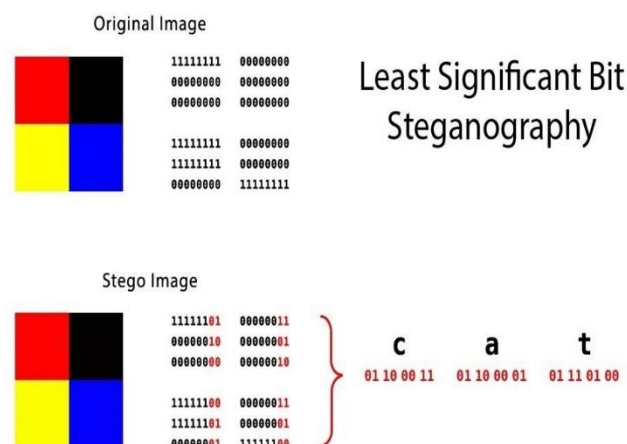 Original Image
11111111 00000000
00000000 00000000
00000000 00000000
11111111 00000000
11111111 00000000
00000000 11111111
Least Significant Bit
Steganography
Stego Image
11111101 00000011
00000010 00000001
00000000 00000010
11111100 00000011
11111101 00000001
00000001 11111100
c a t
01 10 00 11 01 10 00 01 01 11 01 00